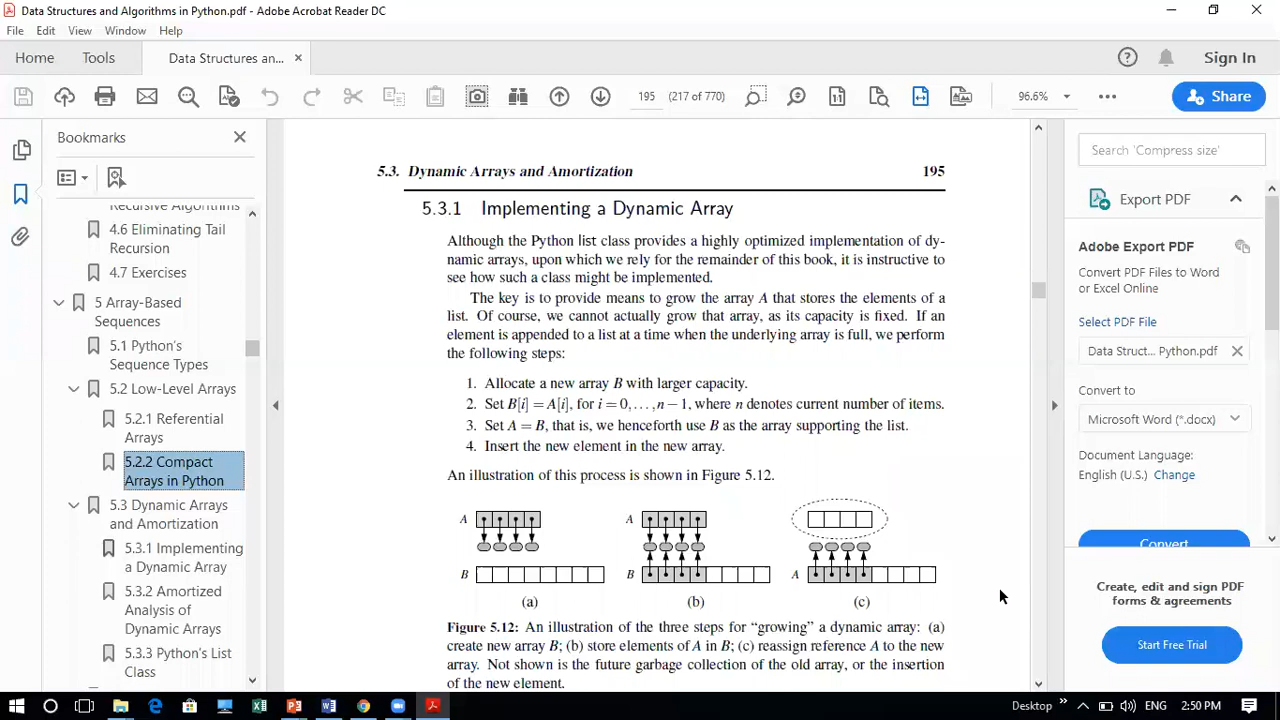 Data Structures and Algorithms in Python.pdf - Adobe Acrobat Reader DC
File Edit View Window Help
Home Tools Data Structures an... ×
Sign In
195 (217 of 770)
96.6%
Share
Bookmarks
Recursive Algorithms
4.6 Eliminating Tail
Recursion
4.7 Exercises
5 Array-Based
Sequences
5.1 Python's
Sequence Types
5.2 Low-Level Arrays
5.2.1 Referential
Arrays
5.2.2 Compact
Arrays in Python
5.3 Dynamic Arrays
and Amortization
5.3.1 Implementing
a Dynamic Array
5.3.2 Amortized
Analysis of
Dynamic Arrays
5.3.3 Python's List
Class
5.3. Dynamic Arrays and Amortization 195
5.3.1 Implementing a Dynamic Array
Although the Python list class provides a highly optimized implementation of dy-
namic arrays, upon which we rely for the remainder of this book, it is instructive to
see how such a class might be implemented.
The key is to provide means to grow the array A that stores the elements of a
list. Of course, we cannot actually grow that array, as its capacity is fixed. If an
element is appended to a list at a time when the underlying array is full, we perform
the following steps:
1. Allocate a new array B with larger capacity.
2. Set B[i] = A[i], for i = 0, . . . , n − 1, where n denotes current number of items.
3. Set A = B, that is, we henceforth use B as the array supporting the list.
4. Insert the new element in the new array.
An illustration of this process is shown in Figure 5.12.
A A
B B A
(a) (b) (c)
Figure 5.12: An illustration of the three steps for “growing” a dynamic array: (a)
create new array B; (b) store elements of A in B; (c) reassign reference A to the new
array. Not shown is the future garbage collection of the old array, or the insertion
of the new element.
Search 'Compress size'
Export PDF
Adobe Export PDF
Convert PDF Files to Word
or Excel Online
Select PDF File
Data Struct... Python.pdf ×
Convert to
Microsoft Word (*.docx)
Document Language:
English (U.S.) Change
Convert
Create, edit and sign PDF
forms & agreements
Start Free Trial
Desktop ENG 2:50 PM